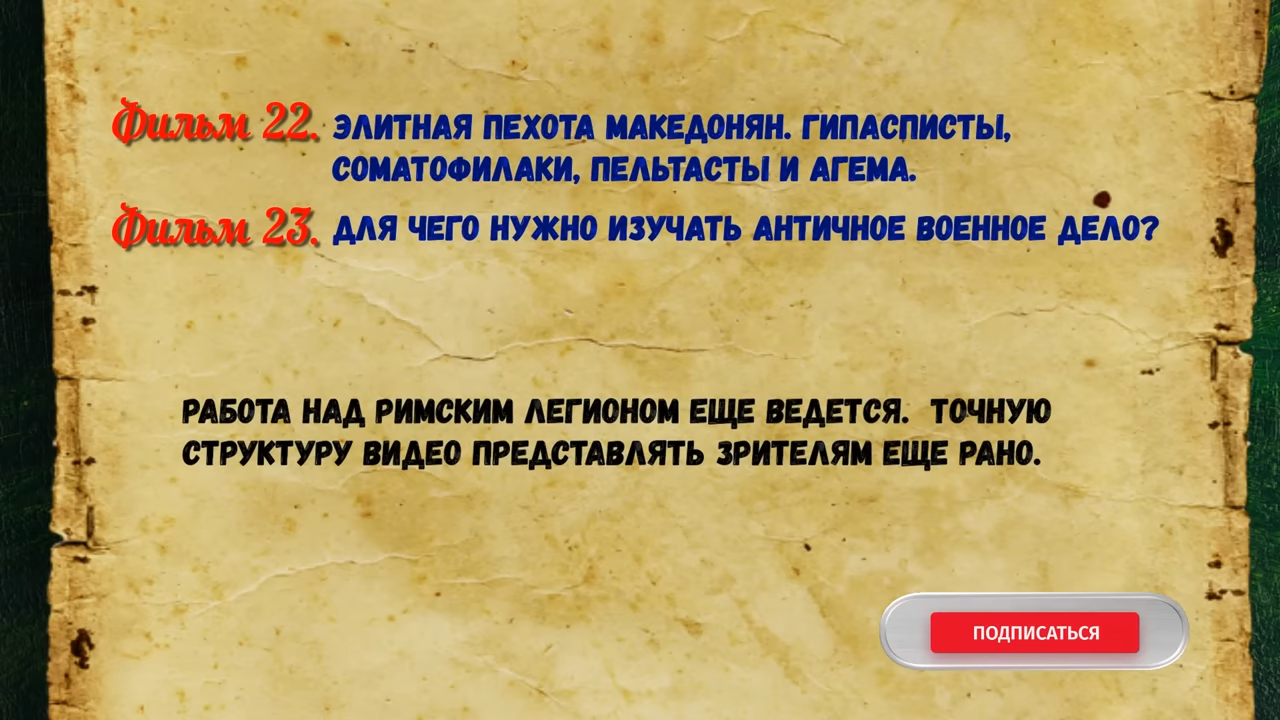 Фильм 22. ЭЛИТНАЯ ПЕХОТА МАКЕДОНЯН. ГИПАСПИСТЫ,
СОМАТОФИЛАКИ, ПЕЛЬТАСТЫ И АГЕМА.
Фильм 23. ДЛЯ ЧЕГО НУЖНО ИЗУЧАТЬ АНТИЧНОЕ ВОЕННОЕ ДЕЛО?
РАБОТА НАД РИМСКИМ ЛЕГИОНОМ ЕЩЕ ВЕДЕТСЯ. ТОЧНУЮ
СТРУКТУРУ ВИДЕО ПРЕДСТАВЛЯТЬ ЗРИТЕЛЯМ ЕЩЕ РАНО.
ПОДПИСАТЬСЯ